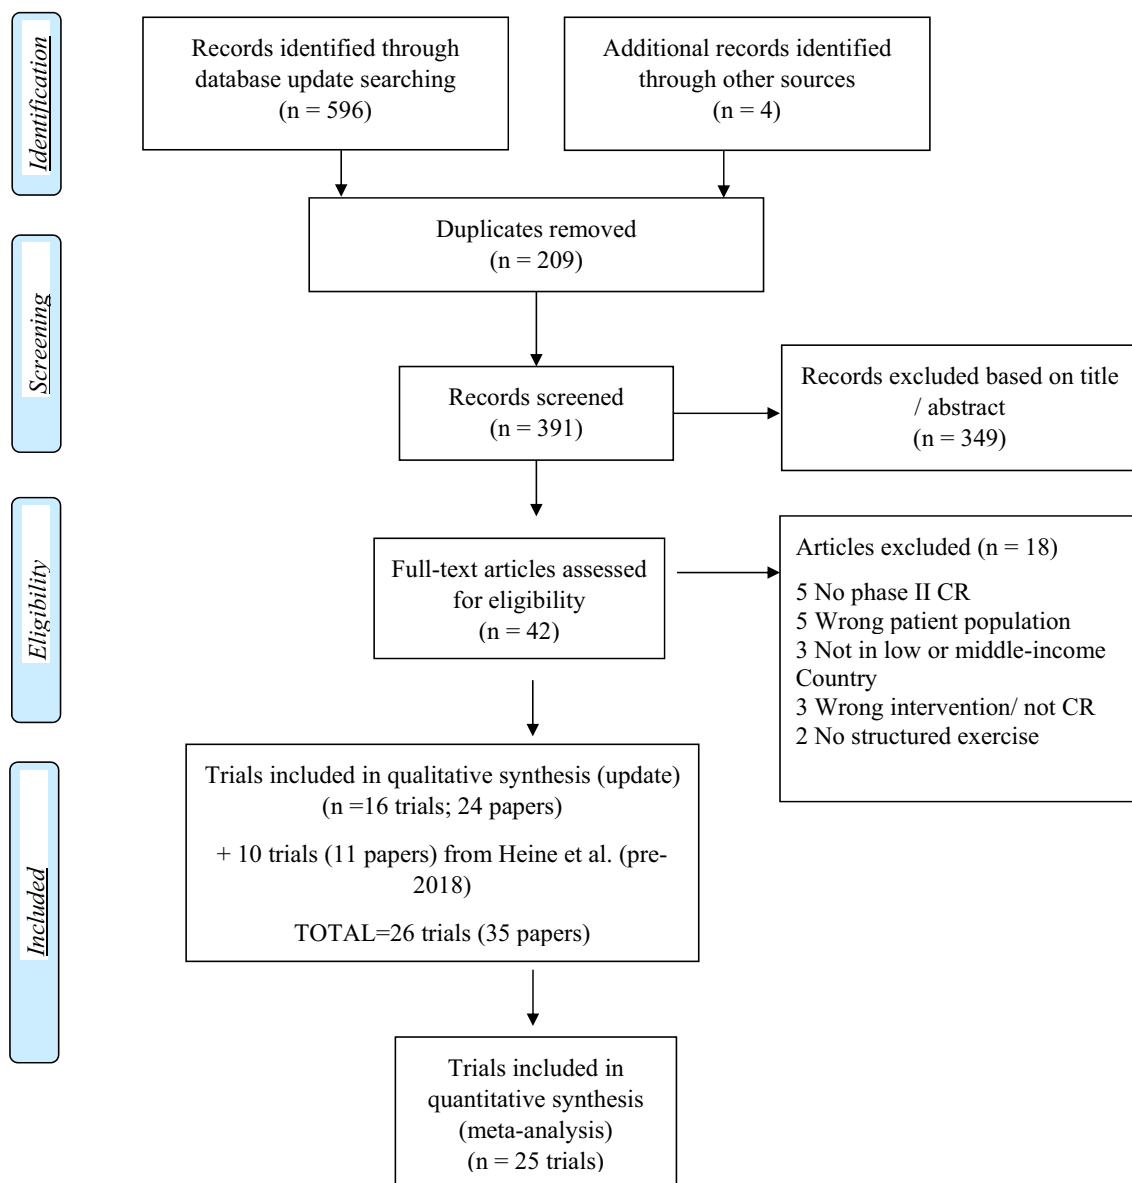 Identification
Records identified through
database update searching
(n = 596)
Additional records identified
through other sources
(n = 4)
Duplicates removed
(n = 209)
Screening
Records screened
(n = 391)
Records excluded based on title
/ abstract
(n = 349)
Eligibility
Full-text articles assessed
for eligibility
(n = 42)
Articles excluded (n = 18)
5 No phase II CR
5 Wrong patient population
3 Not in low or middle-income
Country
3 Wrong intervention/ not CR
2 No structured exercise
Included
Trials included in qualitative synthesis (update)
(n =16 trials; 24 papers)
+ 10 trials (11 papers) from Heine et al. (pre-
2018)
TOTAL=26 trials (35 papers)
Trials included in
quantitative synthesis
(meta-analysis)
(n = 25 trials)